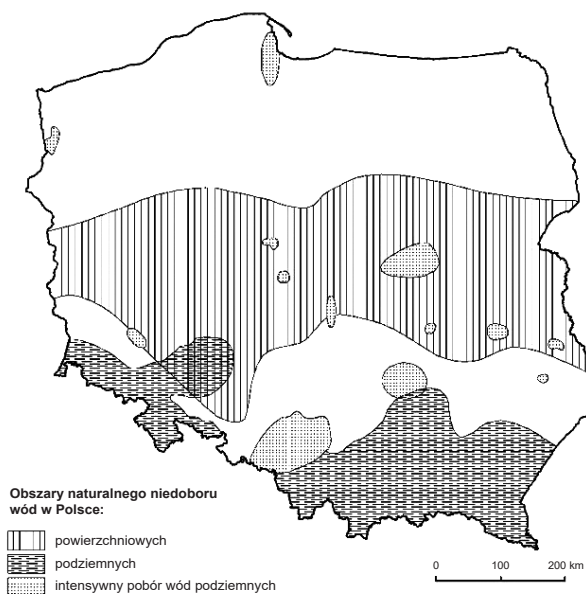 Obszary naturalnego niedoboru
wód w Polsce:
powierzchniowych
podziemnych
intensywny pobór wód podziemnych
0 100 200 km